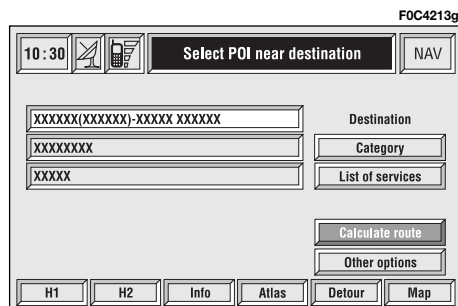 F0C4213g
10:30 Select POI near destination NAV
XXXXXX(XXXXXX)-XXXXX XXXXXX Destination
XXXXXXXX Category
XXXXX List of services
Calculate route
Other options
H1 H2 Info Atlas Detour Map